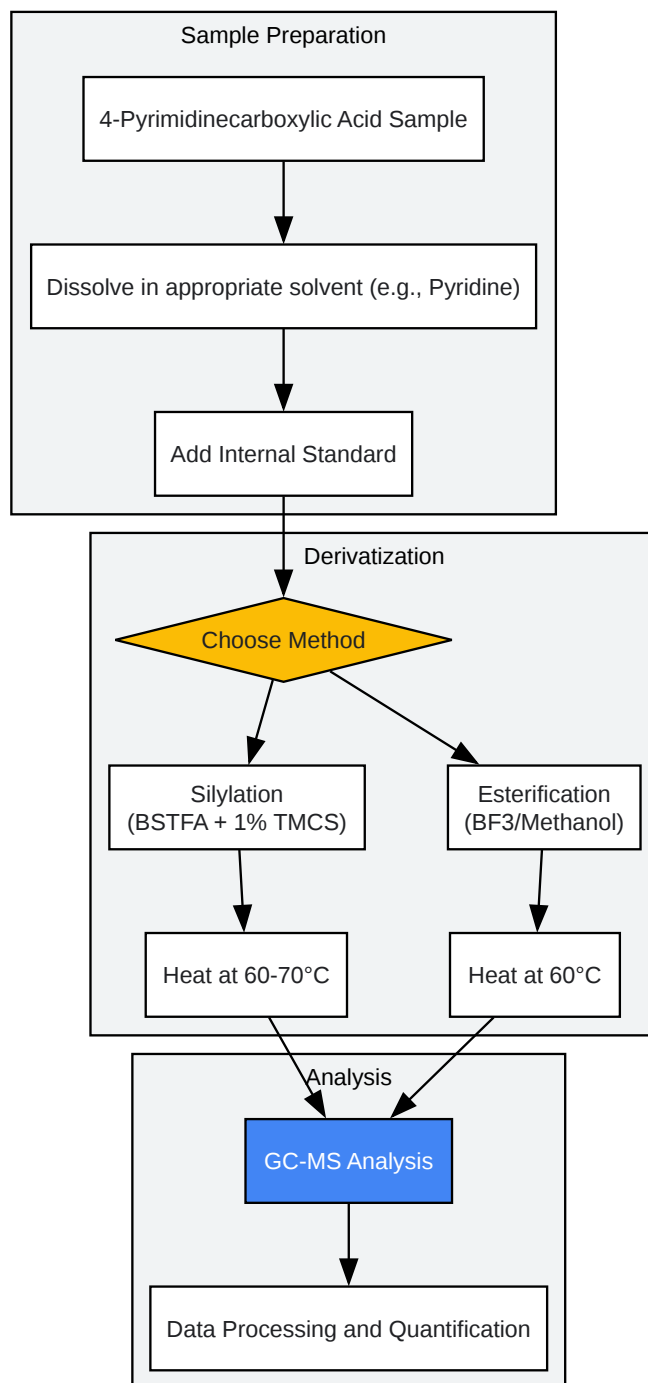 Sample Preparation
4-Pyrimidinecarboxylic Acid Sample
Dissolve in appropriate solvent (e.g., Pyridine)
Add Internal Standard
Derivatization
Choose Method
Silylation
(BSTFA + 1% TMCS)
Esterification
(BF3/Methanol)
Heat at 60-70°C
Heat at 60°C
Analysis
GC-MS Analysis
Data Processing and Quantification